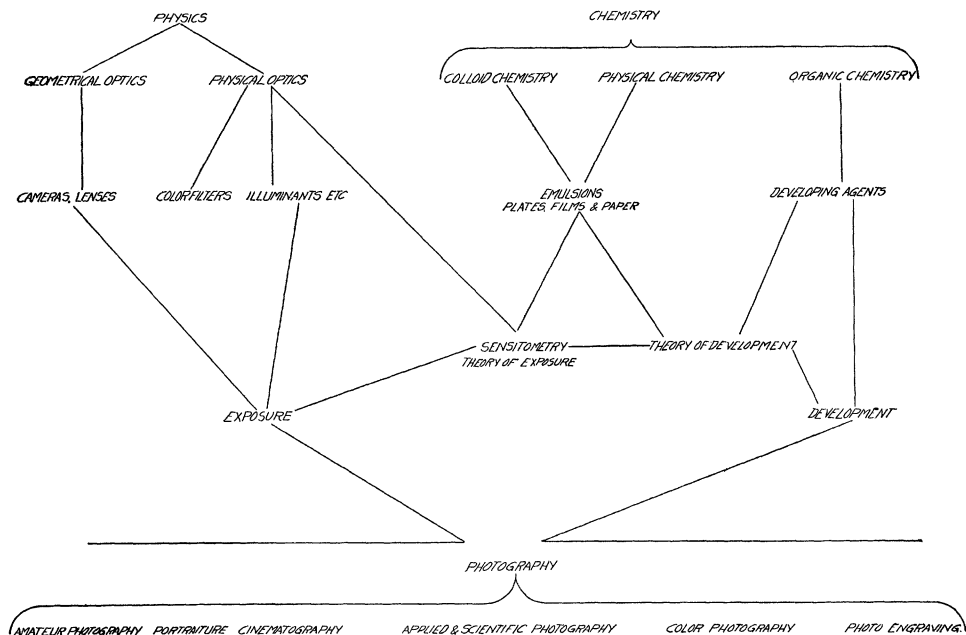 PHYSICS
CHEMISTRY
GEOMETRICAL OPTICS
PHYSICAL OPTICS
COLLOID CHEMISTRY
PHYSICAL CHEMISTRY
ORGANIC CHEMISTRY
CAMERAS, LENSES
COLOR FILTERS
ILLUMINANTS ETC
EMULSIONS
PLATES, FILMS & PAPER
DEVELOPING AGENTS
SENSITOMETRY
THEORY OF EXPOSURE
THEORY OF DEVELOPMENT
EXPOSURE
DEVELOPMENT
PHOTOGRAPHY
AMATEUR PHOTOGRAPHY
PORTRAITURE
CINEMATOGRAPHY
APPLIED & SCIENTIFIC PHOTOGRAPHY
COLOR PHOTOGRAPHY
PHOTO ENGRAVING.